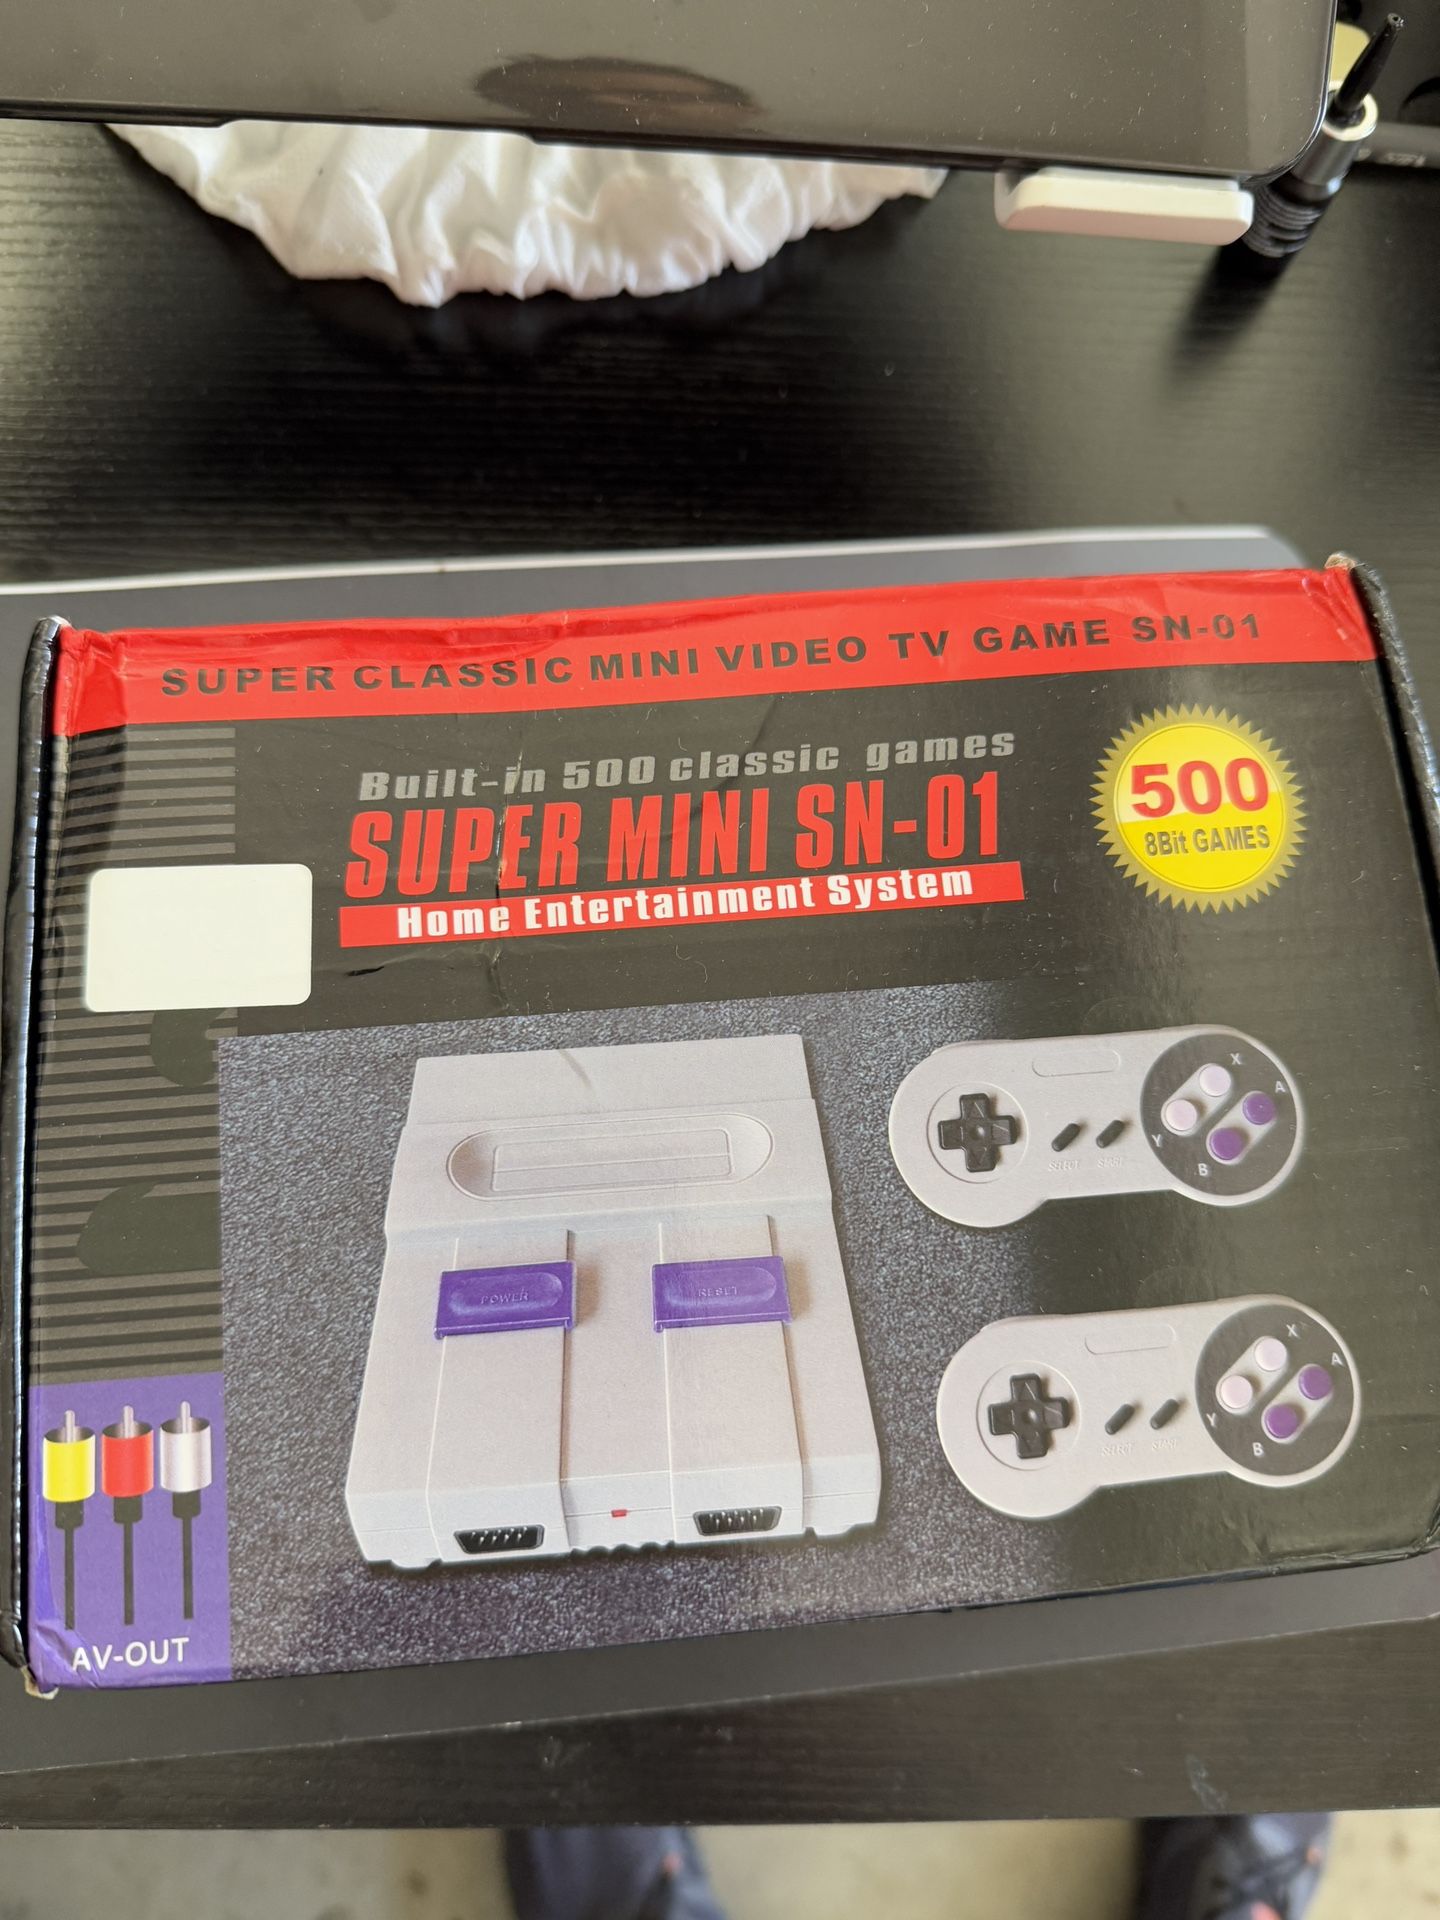 SUPER CLASSIC MINI VIDEO TV GAME SN-01
Built-in 500 classic games
SUPER MINI SN-01
Home Entertainment System
500
8Bit GAMES
X
A
Y
B
SELECT START
POWER
RESET
X
A
Y
B
SELECT START
AV-OUT